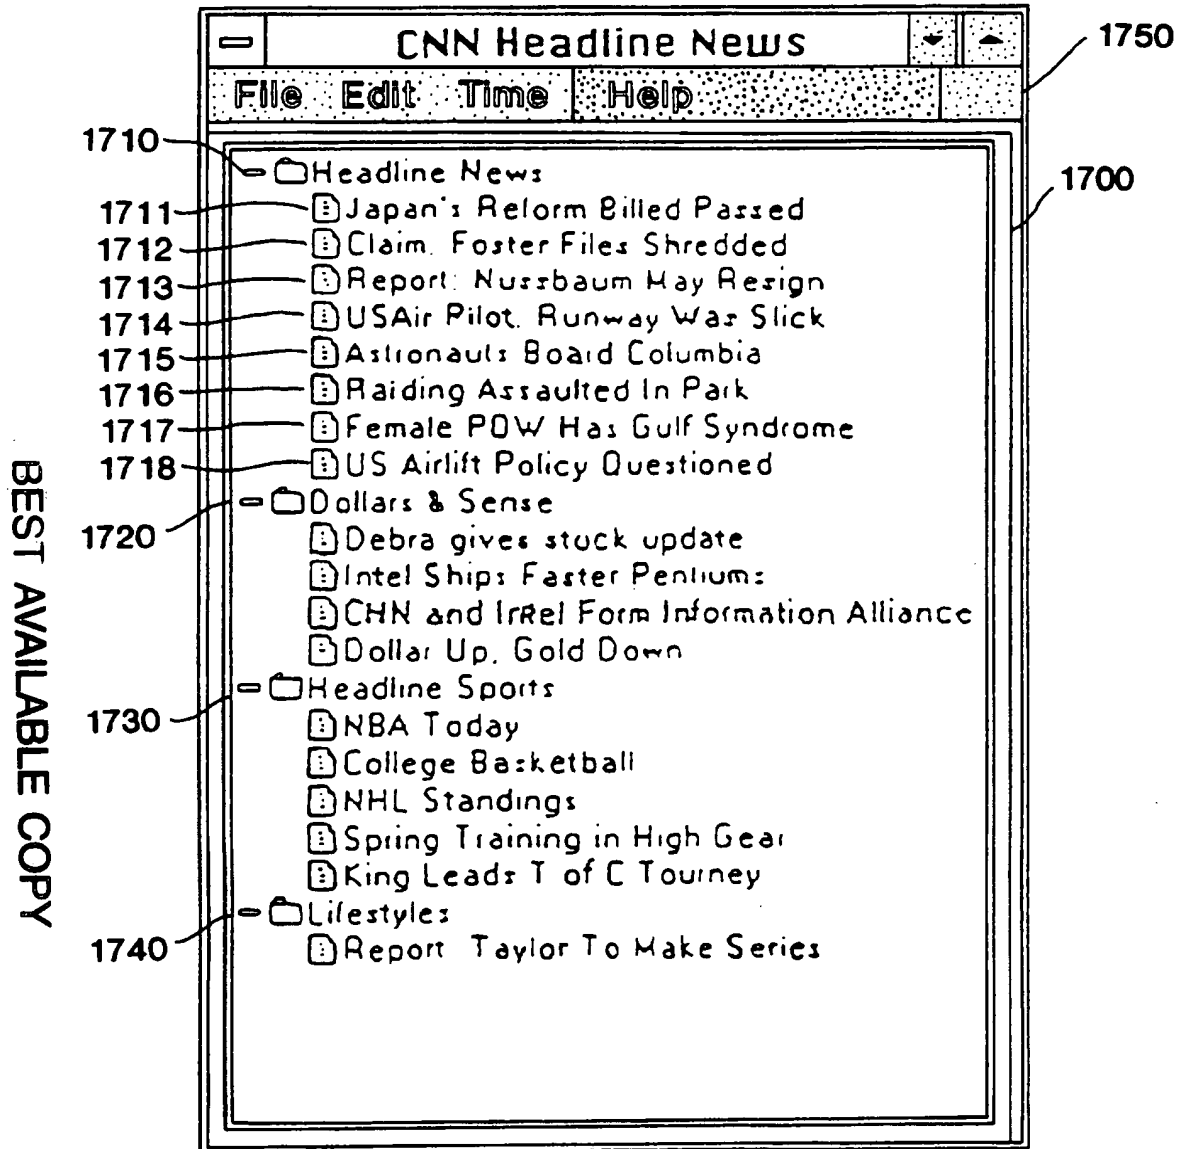 CNN Headline News
1750
File Edit Time Help
1710
Headline News
1700
1711 Japan's Reform Billed Passed
1712 Claim. Foster Files Shredded
1713 Report: Nussbaum May Resign
1714 USAir Pilot. Runway Was Slick
1715 Astronauts Board Columbia
1716 Raiding Assaulted In Park
1717 Female POW Has Gulf Syndrome
1718 US Airlift Policy Questioned
1720 Dollars & Sense
Debra gives stock update
Intel Ships Faster Pentiums
CNN and Form Information Alliance
Dollar Up, Gold Down
1730 Headline Sports
NBA Today
College Basketball
NHL Standings
Spring Training in High Gear
King Leads T of C Tourney
1740 Lifestyles
Report Taylor To Make Series
BEST AVAILABLE COPY